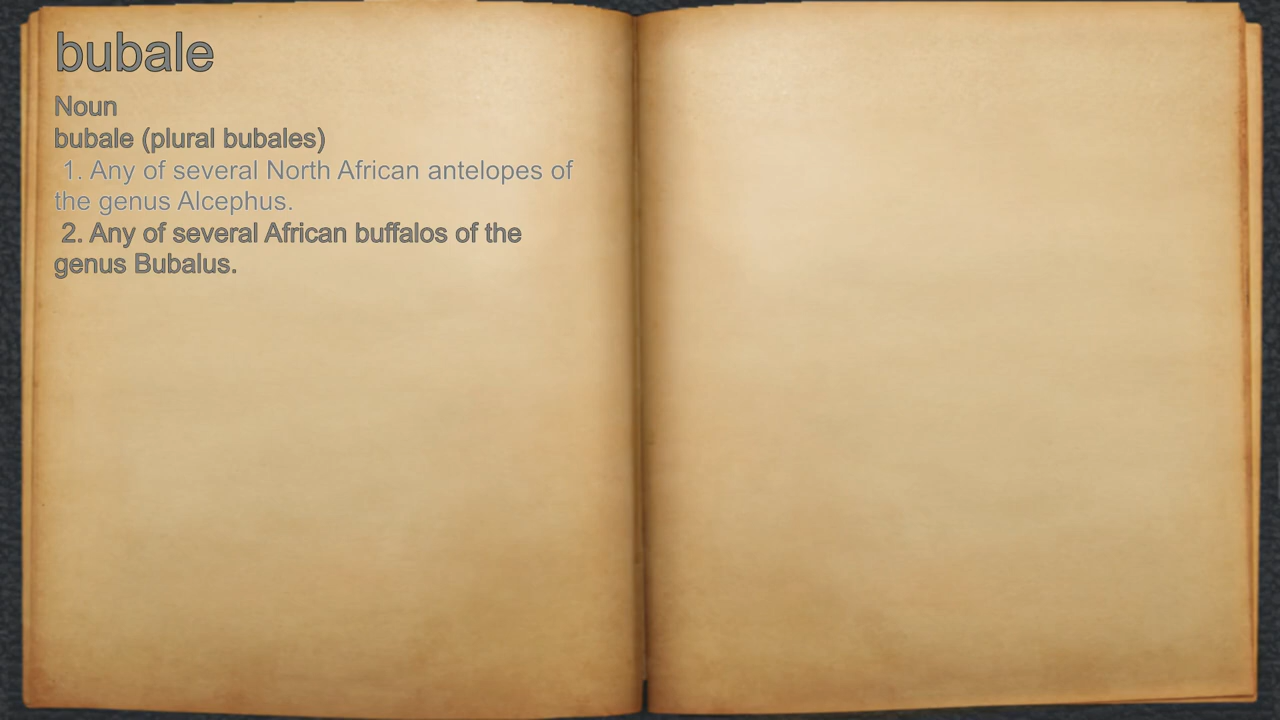 bubale
Noun
bubale (plural bubales)
1. Any of several North African antelopes of
the genus Alcephus.
2. Any of several African buffalos of the
genus Bubalus.